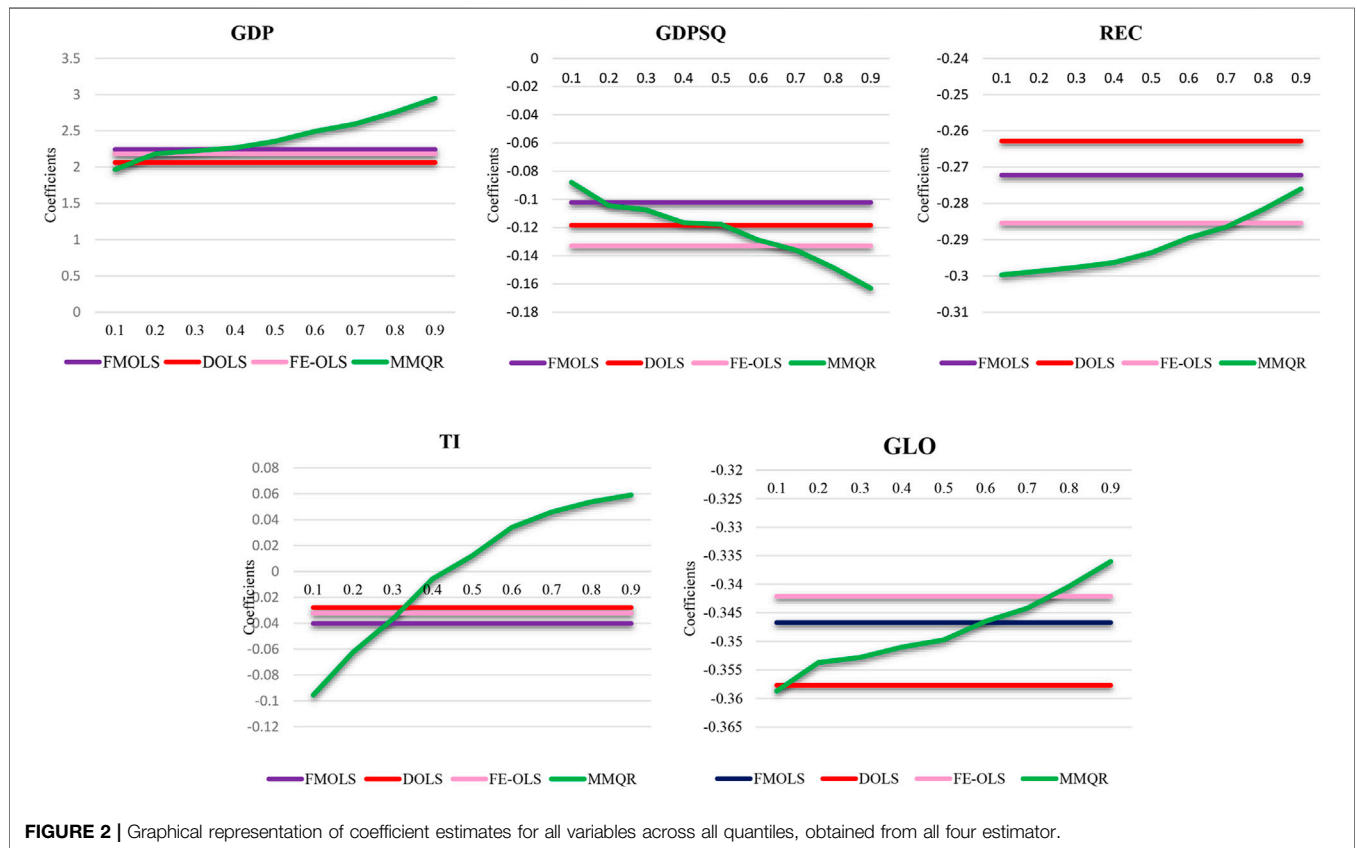 GDP
3.5
3
2.5
2
1.5
1
0.5
0
Coefficients
0.1 0.2 0.3 0.4 0.5 0.6 0.7 0.8 0.9
FMOLS DOLS FE-OLS MMQR
GDPSQ
0
-0.02
-0.04
-0.06
-0.08
-0.1
-0.12
-0.14
-0.16
-0.18
Coefficients
0.1 0.2 0.3 0.4 0.5 0.6 0.7 0.8 0.9
FMOLS DOLS FE-OLS MMQR
REC
-0.24
-0.25
-0.26
-0.27
-0.28
-0.29
-0.3
-0.31
Coefficients
0.1 0.2 0.3 0.4 0.5 0.6 0.7 0.8 0.9
FMOLS DOLS FE-OLS MMQR
TI
0.08
0.06
0.04
0.02
0
-0.02
-0.04
-0.06
-0.08
-0.1
-0.12
Coefficients
0.1 0.2 0.3 0.4 0.5 0.6 0.7 0.8 0.9
FMOLS DOLS FE-OLS MMQR
GLO
-0.32
-0.325
-0.33
-0.335
-0.34
-0.345
-0.35
-0.355
-0.36
-0.365
Coefficients
0.1 0.2 0.3 0.4 0.5 0.6 0.7 0.8 0.9
FMOLS DOLS FE-OLS MMQR
FIGURE 2 | Graphical representation of coefficient estimates for all variables across all quantiles, obtained from all four estimator.